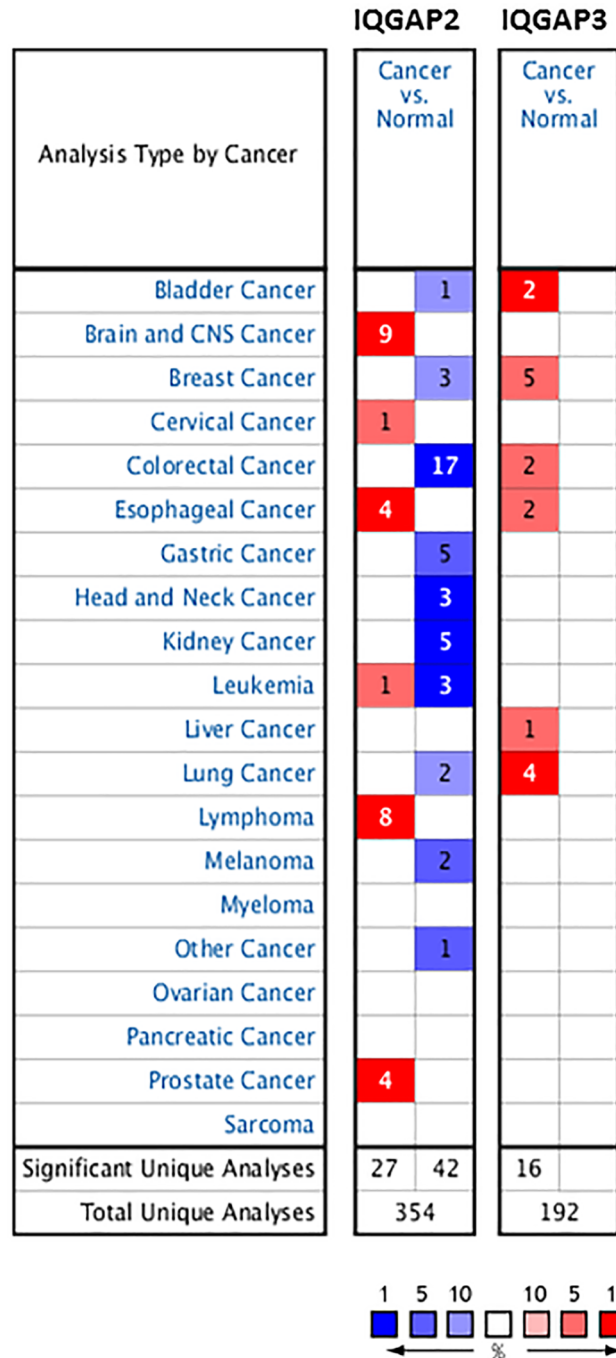 IQGAP2 IQGAP3
Analysis Type by Cancer
Cancer
vs.
Normal
Cancer
vs.
Normal
Bladder Cancer 1 2
Brain and CNS Cancer 9
Breast Cancer 3 5
Cervical Cancer 1
Colorectal Cancer 17 2
Esophageal Cancer 4 2
Gastric Cancer 5
Head and Neck Cancer 3
Kidney Cancer 5
Leukemia 1 3
Liver Cancer 1
Lung Cancer 2 4
Lymphoma 8
Melanoma 2
Myeloma
Other Cancer 1
Ovarian Cancer
Pancreatic Cancer
Prostate Cancer 4
Sarcoma
Significant Unique Analyses 27 42 16
Total Unique Analyses 354 192
1 5 10 10 5 1
%